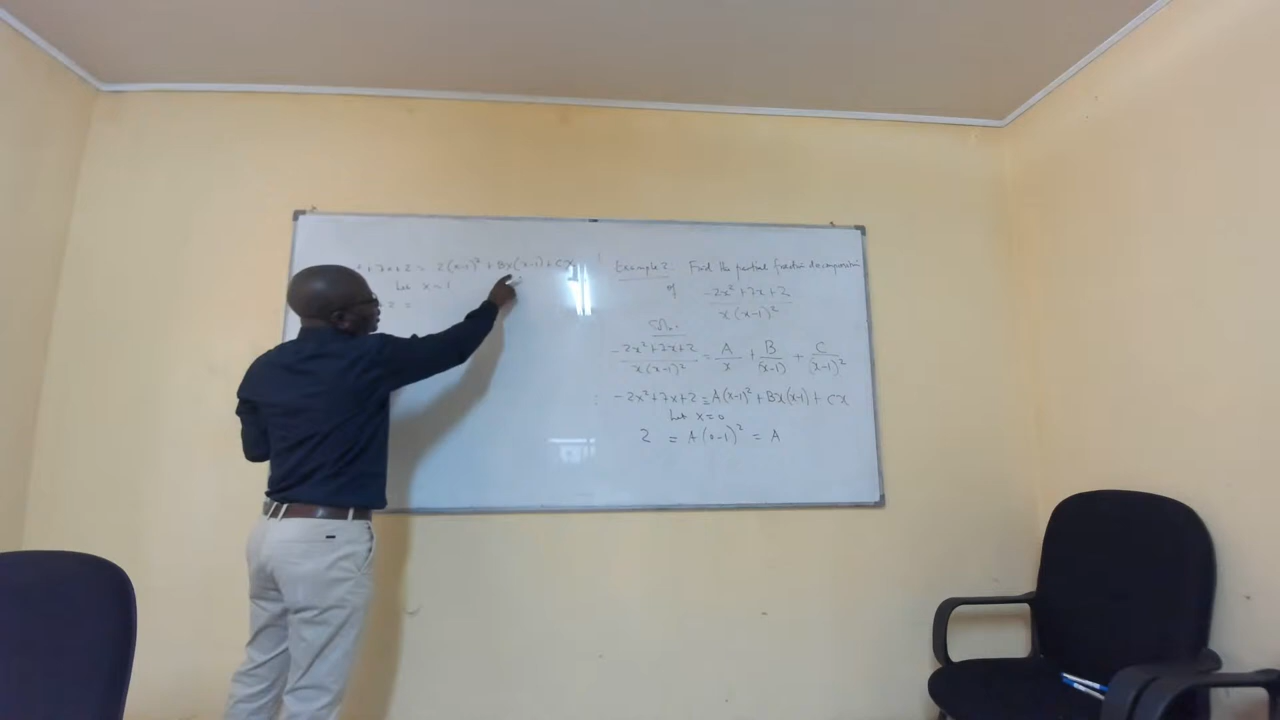 +7x+2 = 2(x-1)² + Bx(x-1) + Cx
Let x=1
2 =
Example 2. Find the partial fraction decomposition
of -2x²+7x+2
x(x-1)²
Soln.
-2x²+7x+2 = A + B + C
x(x-1)² x (x-1) (x-1)²
: -2x²+7x+2 = A(x-1)² + Bx(x-1) + Cx
Let x=0
2 = A(0-1)² = A